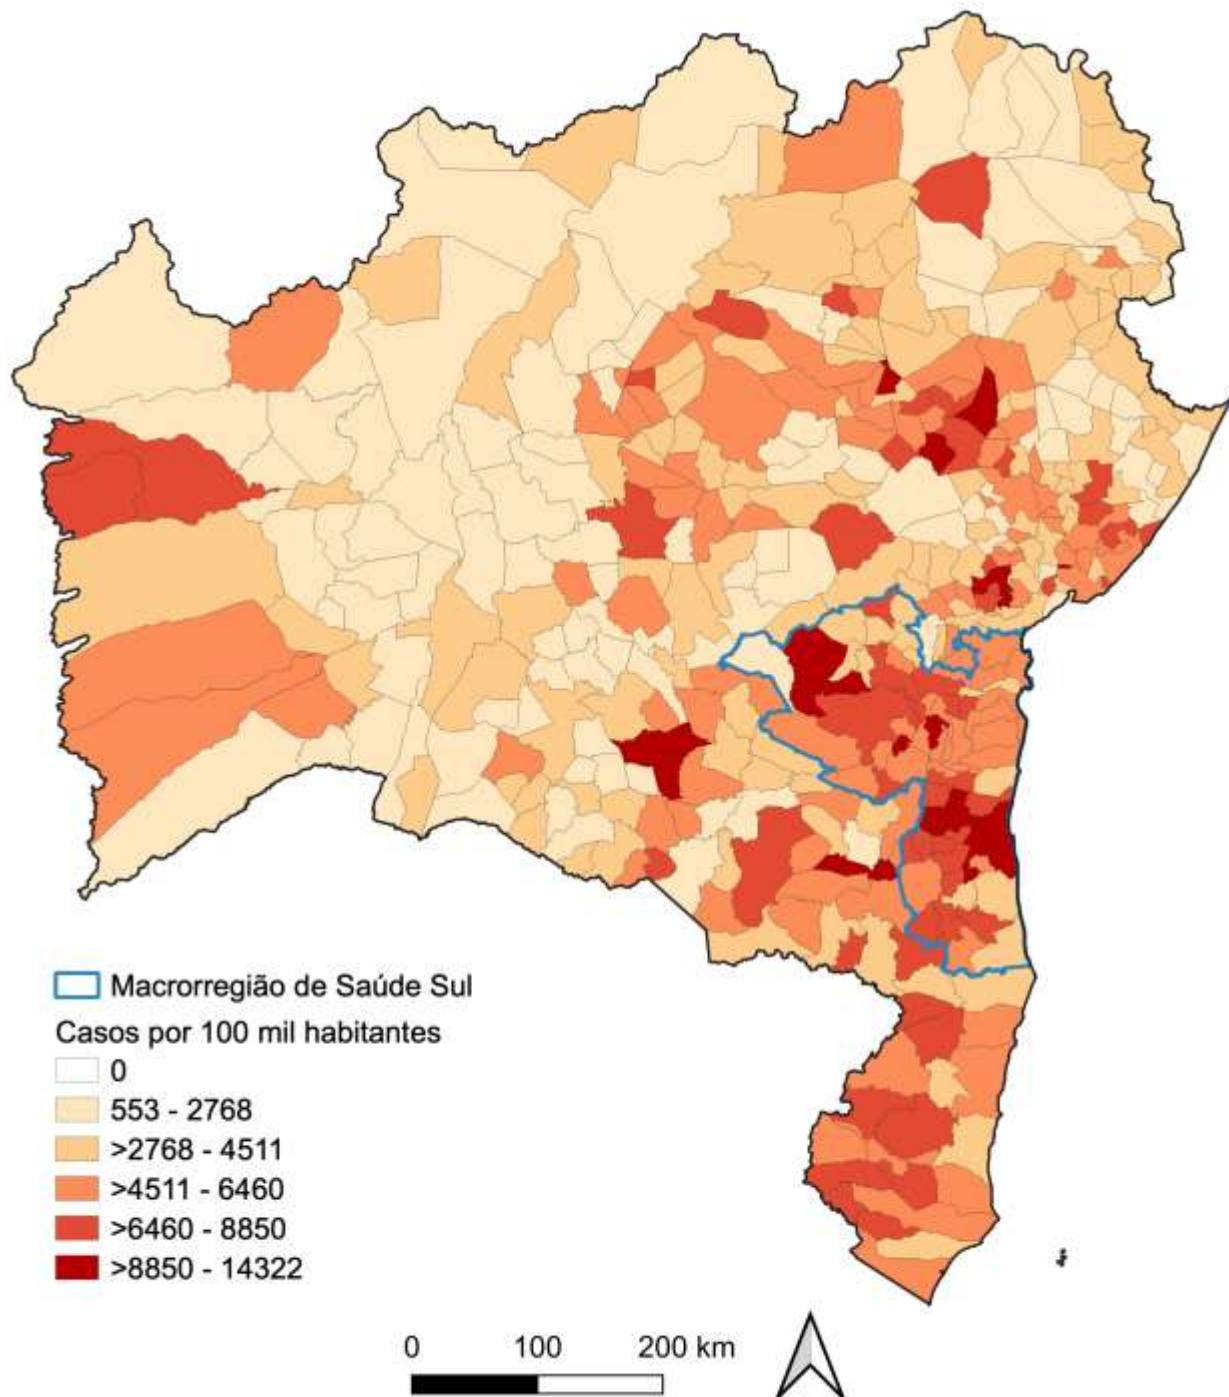 Macrorregião de Saúde Sul
Casos por 100 mil habitantes
0
553 - 2768
>2768 - 4511
>4511 - 6460
>6460 - 8850
>8850 - 14322
0 100 200 km